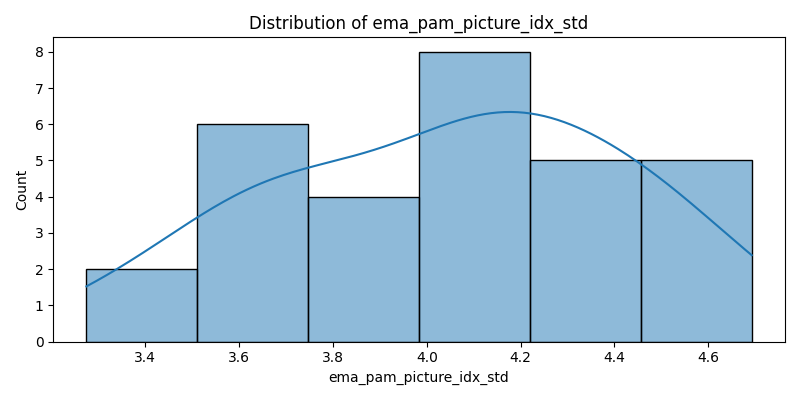 Distribution of ema_pam_picture_idx_std
8
7
6
5
4
3
2
1
0
Count
3.4 3.6 3.8 4.0 4.2 4.4 4.6
ema_pam_picture_idx_std